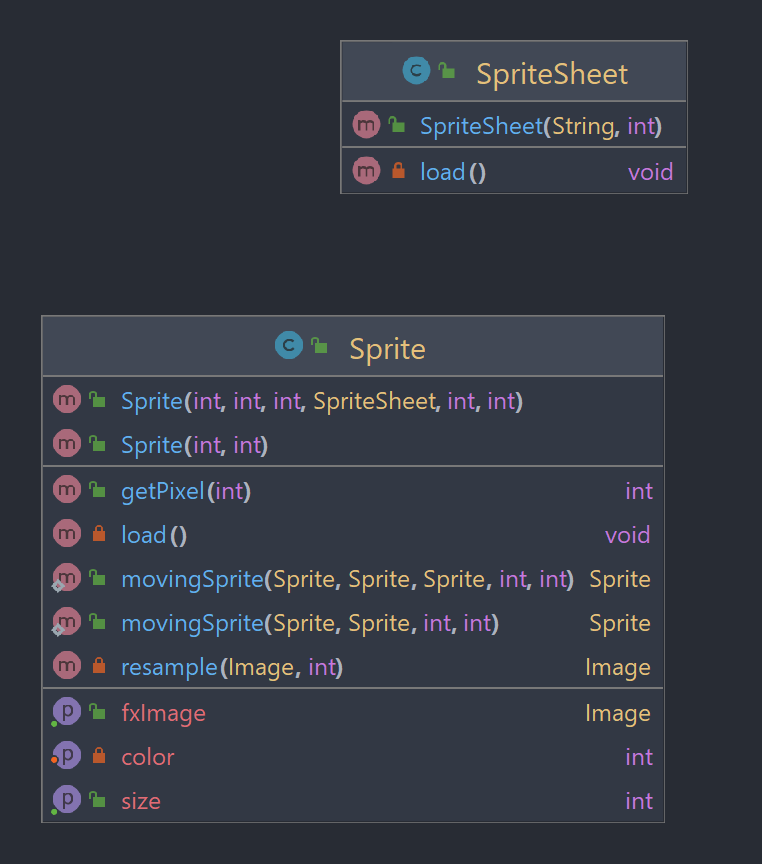 C SpriteSheet
m SpriteSheet(String, int)
m load() void
C Sprite
m Sprite(int, int, int, SpriteSheet, int, int)
m Sprite(int, int)
m getPixel(int) int
m load() void
m movingSprite(Sprite, Sprite, Sprite, int, int) Sprite
m movingSprite(Sprite, Sprite, int, int) Sprite
m resample(Image, int) Image
p fxImage Image
p color int
p size int